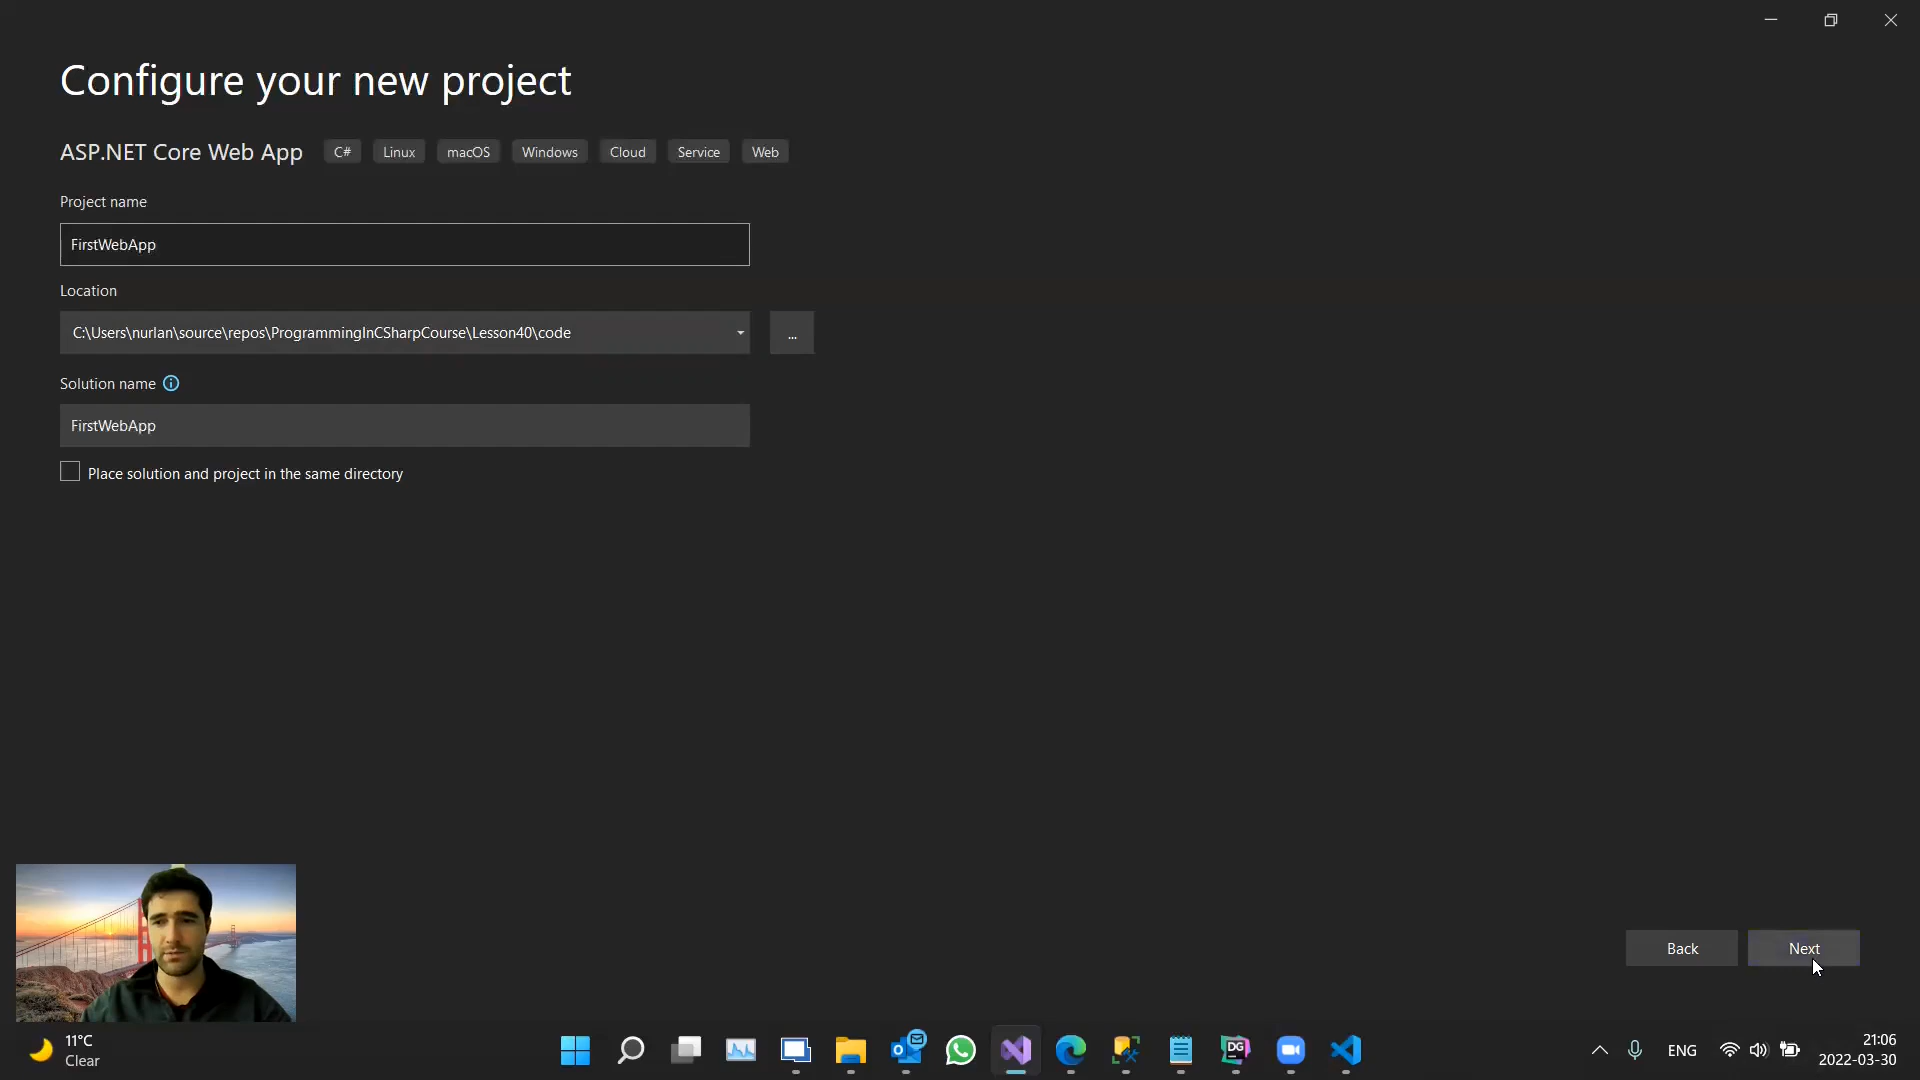 Configure your new project
ASP.NET Core Web App C# Linux macOS Windows Cloud Service Web
Project name
FirstWebApp
Location
C:\Users\nurlan\source\repos\ProgrammingInCSharpCourse\Lesson40\code
...
Solution name
FirstWebApp
Place solution and project in the same directory
Back Next
11°C
Clear
DG
ENG
21:06
2022-03-30